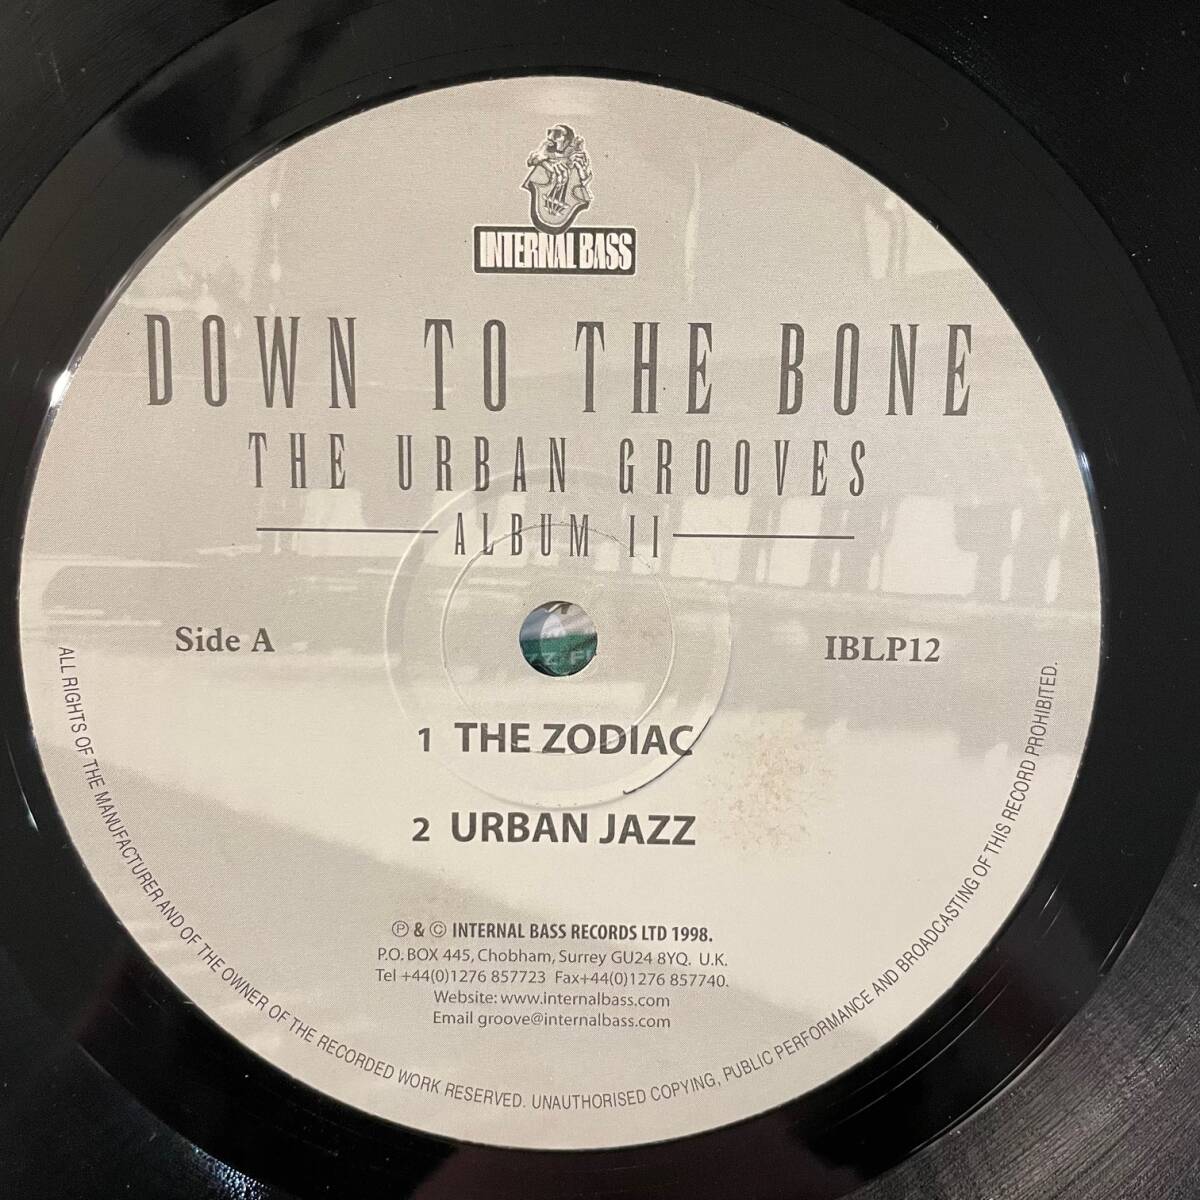 JAZZ
INTERNAL BASS
DOWN TO THE BONE
THE URBAN GROOVES
ALBUM II
Side A
IBLP12
1 THE ZODIAC
2 URBAN JAZZ
Ⓟ & © INTERNAL BASS RECORDS LTD 1998.
P.O. BOX 445, Chobham, Surrey GU24 8YQ. U.K.
Tel +44(0)1276 857723 Fax+44(0)1276 857740.
Website: www.internalbass.com
Email groove@internalbass.com
ALL RIGHTS OF THE MANUFACTURER AND OF THE OWNER OF THE RECORDED WORK RESERVED. UNAUTHORISED COPYING, PUBLIC PERFORMANCE AND BROADCASTING OF THIS RECORD PROHIBITED.